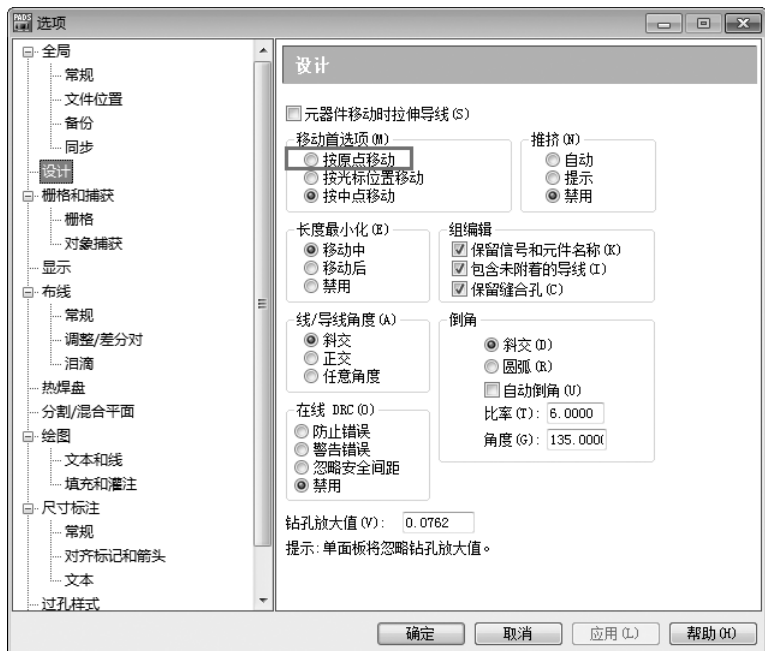 PADS 选项
全局
常规
文件位置
备份
同步
设计
栅格和捕获
栅格
对象捕获
显示
布线
常规
调整/差分对
泪滴
热焊盘
分割/混合平面
绘图
文本和线
填充和灌注
尺寸标注
常规
对齐标记和箭头
文本
过孔样式
设计
元器件移动时拉伸导线(S)
移动首选项(M)
按原点移动
按光标位置移动
按中点移动
推挤(N)
自动
提示
禁用
长度最小化(E)
移动中
移动后
禁用
组编辑
保留信号和元件名称(K)
包含未附着的导线(I)
保留缝合孔(C)
线/导线角度(A)
斜交
正交
任意角度
倒角
斜交(D)
圆弧(R)
自动倒角(U)
比率(T): 6.0000
角度(G): 135.000(
在线 DRC(O)
防止错误
警告错误
忽略安全间距
禁用
钻孔放大值(V): 0.0762
提示:单面板将忽略钻孔放大值。
确定 取消 应用(L) 帮助(H)